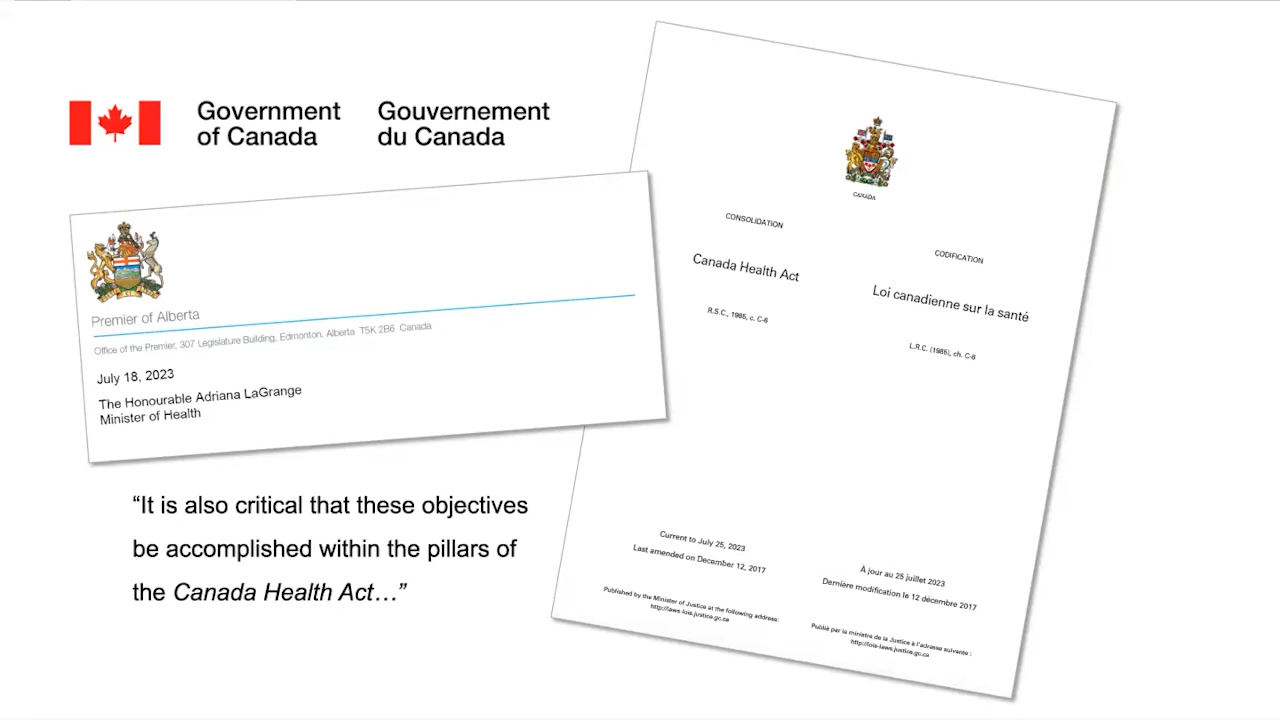 Government
of Canada
Gouvernement
du Canada
Premier of Alberta
Office of the Premier, 307 Legislature Building, Edmonton, Alberta T5K 2B6 Canada
July 18, 2023
The Honourable Adriana LaGrange
Minister of Health
“It is also critical that these objectives
be accomplished within the pillars of
the Canada Health Act…”
CANADA
CONSOLIDATION
Canada Health Act
R.S.C., 1985, c. C-6
CODIFICATION
Loi canadienne sur la santé
L.R.C. (1985), ch. C-6
Current to July 25, 2023
Last amended on December 12, 2017
À jour au 25 juillet 2023
Dernière modification le 12 décembre 2017
Published by the Minister of Justice at the following address:
http://laws-lois.justice.gc.ca
Publié par le ministre de la Justice à l'adresse suivante :
http://lois-laws.justice.gc.ca